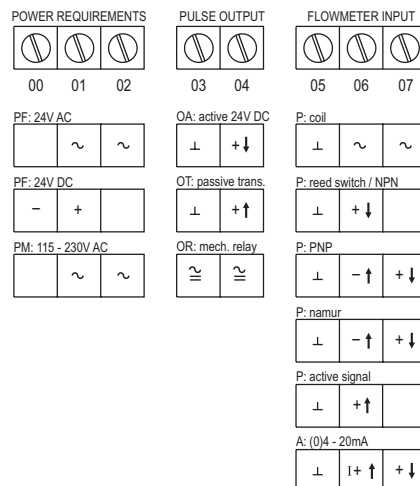 POWER REQUIREMENTS
00 01 02
PF: 24V AC
~ ~
PF: 24V DC
− +
PM: 115 - 230V AC
~ ~
PULSE OUTPUT
03 04
OA: active 24V DC
⊥ +↓
OT: passive trans.
⊥ +↑
OR: mech. relay
≅ ≅
FLOWMETER INPUT
05 06 07
P: coil
⊥ ~ ~
P: reed switch / NPN
⊥ +↓
P: PNP
⊥ −↑ +↓
P: namur
⊥ −↑ +↓
P: active signal
⊥ +↑
A: (0)4 - 20mA
⊥ I+ ↑ +↓